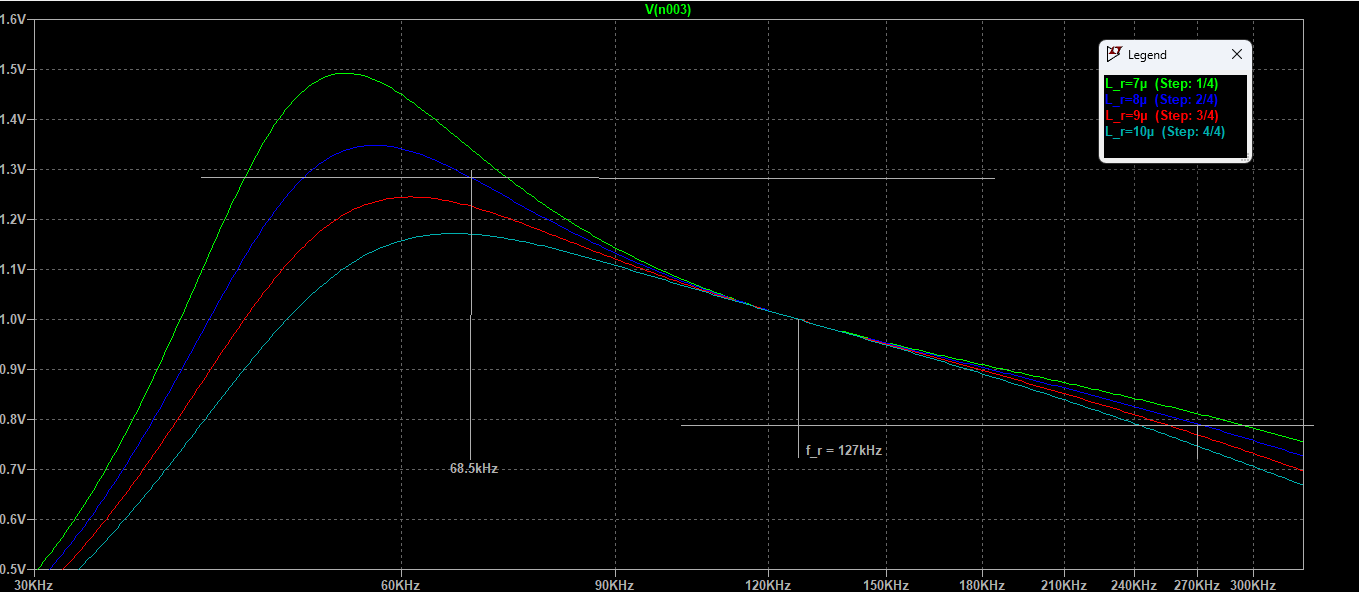 V(n003)
1.6V
1.5V
1.4V
1.3V
1.2V
1.1V
1.0V
0.9V
0.8V
0.7V
0.6V
0.5V
Legend
L_r=7µ (Step: 1/4)
L_r=8µ (Step: 2/4)
L_r=9µ (Step: 3/4)
L_r=10µ (Step: 4/4)
f_r = 127kHz
68.5kHz
30KHz 60KHz 90KHz 120KHz 150KHz 180KHz 210KHz 240KHz 270KHz 300KHz